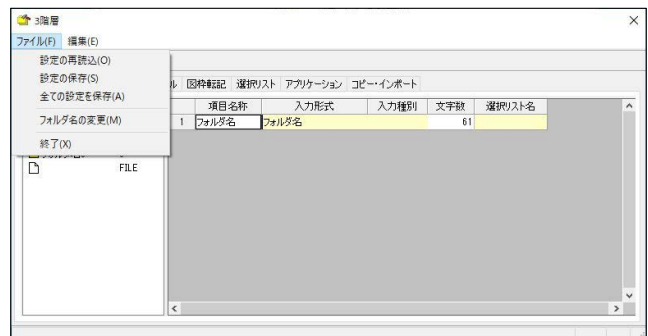 3階層
ファイル(F) 編集(E)
設定の再読込(O)
設定の保存(S)
全ての設定を保存(A)
フォルダ名の変更(M)
終了(X)
図枠転記 選択リスト アプリケーション コピー・インポート
項目名称 入力形式 入力種別 文字数 選択リスト名
1 フォルダ名 フォルダ名 61
FILE